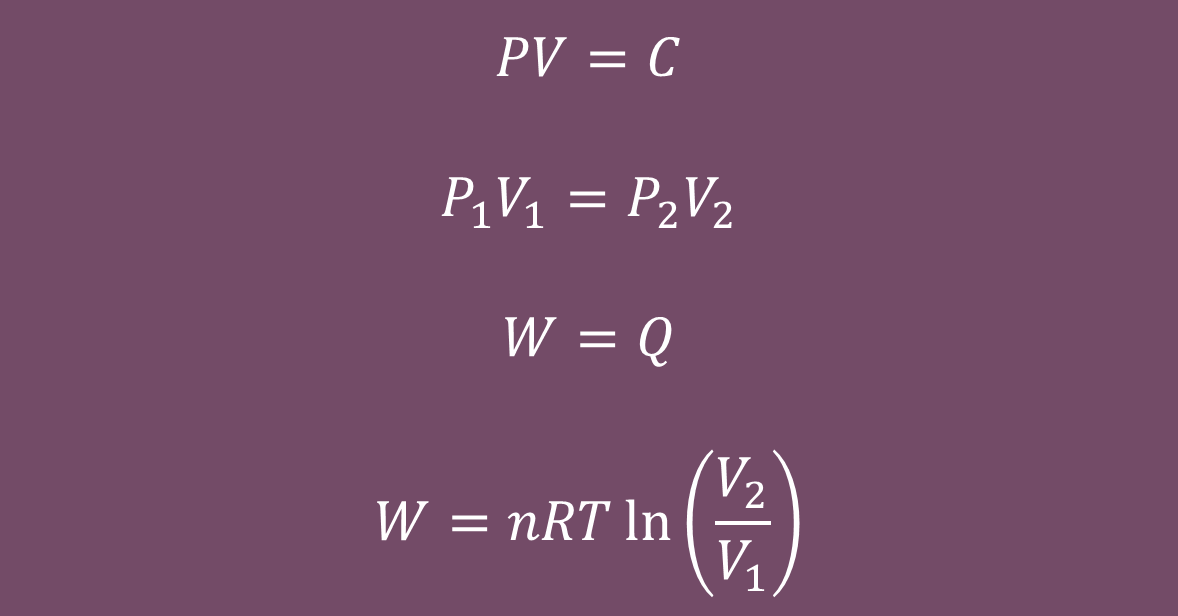 PV = C
P₁V₁ = P₂V₂
W = Q
W = nRT ln(V₂/V₁)